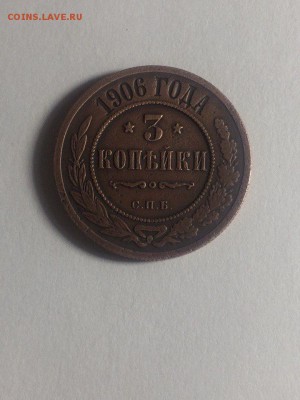 COINS.LAVE.RU
1906 ГОДА
* 3 *
КОПѢЙКИ
С.П.Б.